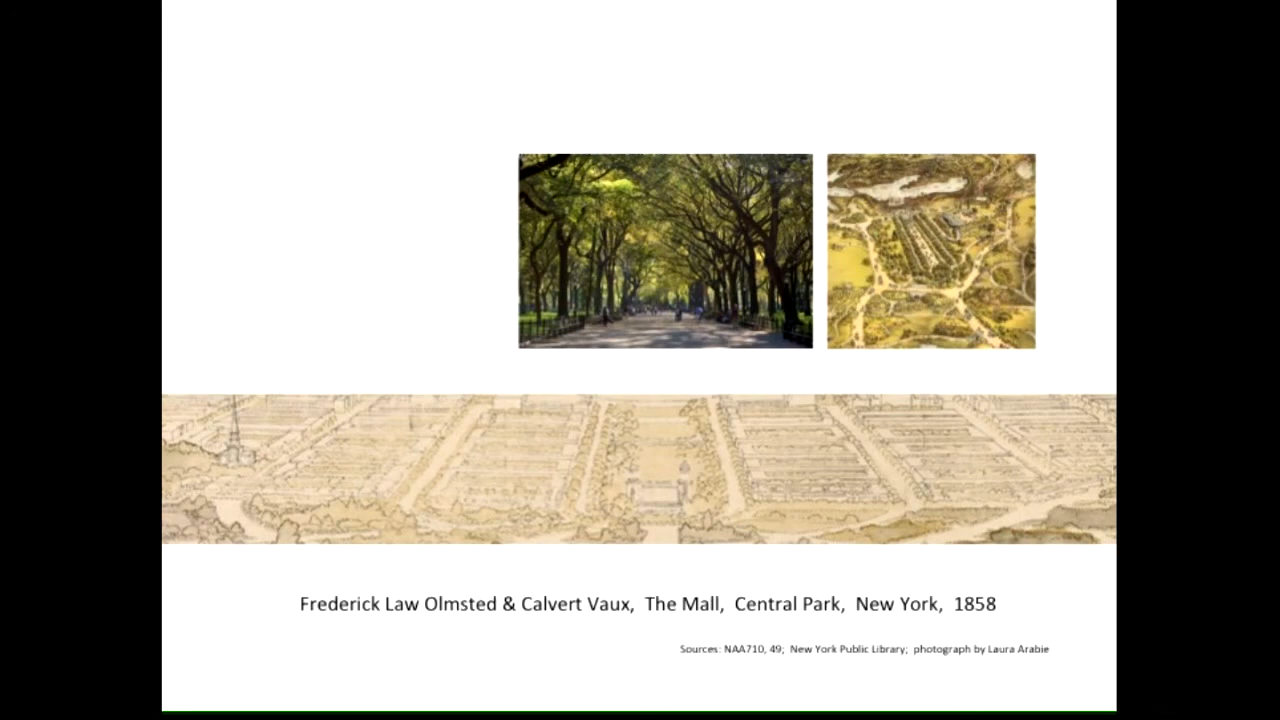 Frederick Law Olmsted & Calvert Vaux, The Mall, Central Park, New York, 1858
Sources: NAA710, 49; New York Public Library; photograph by Laura Arabie